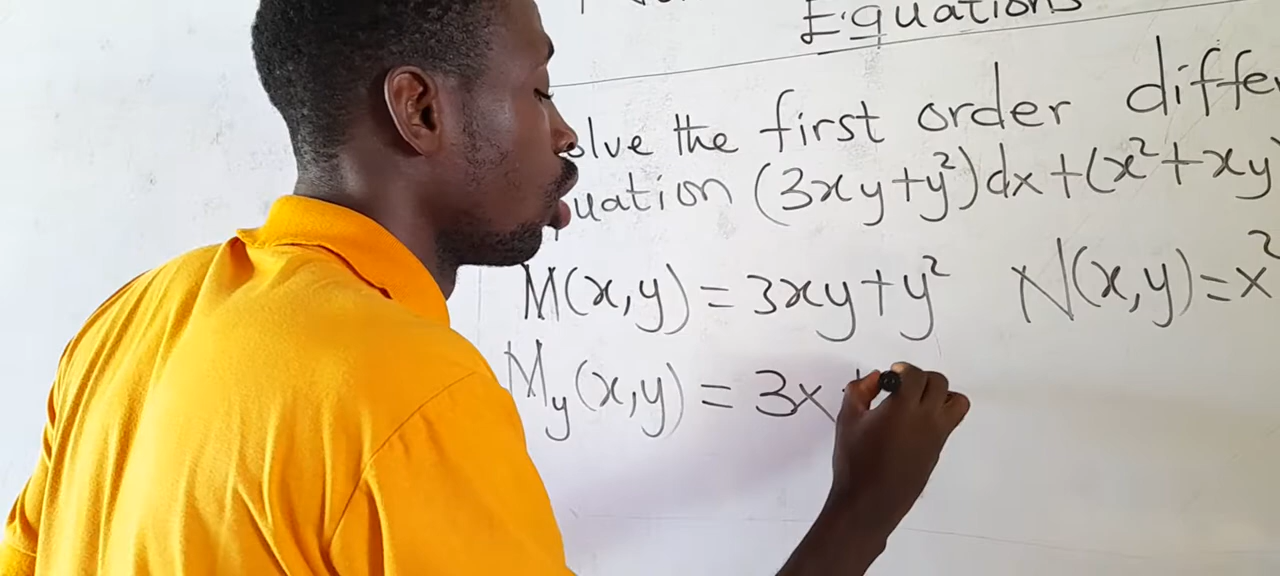 Equations
olve the first order differ
uation (3xy+y²)dx+(x²+xy)
M(x,y)=3xy+y² N(x,y)=x²
My(x,y)=3x+